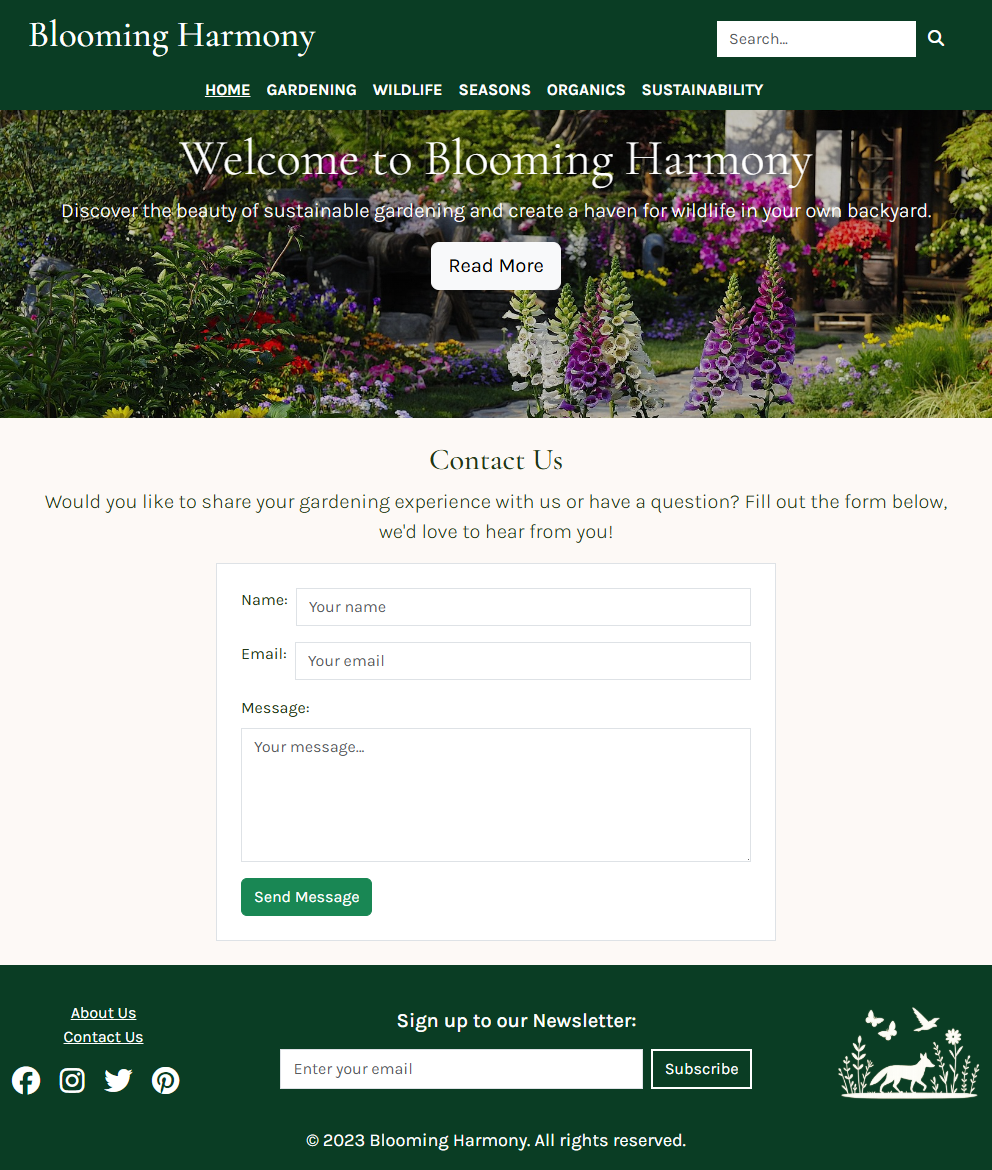 Blooming Harmony
Search...
HOME GARDENING WILDLIFE SEASONS ORGANICS SUSTAINABILITY
Welcome to Blooming Harmony
Discover the beauty of sustainable gardening and create a haven for wildlife in your own backyard.
Read More
Contact Us
Would you like to share your gardening experience with us or have a question? Fill out the form below,
we'd love to hear from you!
Name: Your name
Email: Your email
Message:
Your message...
Send Message
About Us
Contact Us
Sign up to our Newsletter:
Enter your email
Subscribe
© 2023 Blooming Harmony. All rights reserved.